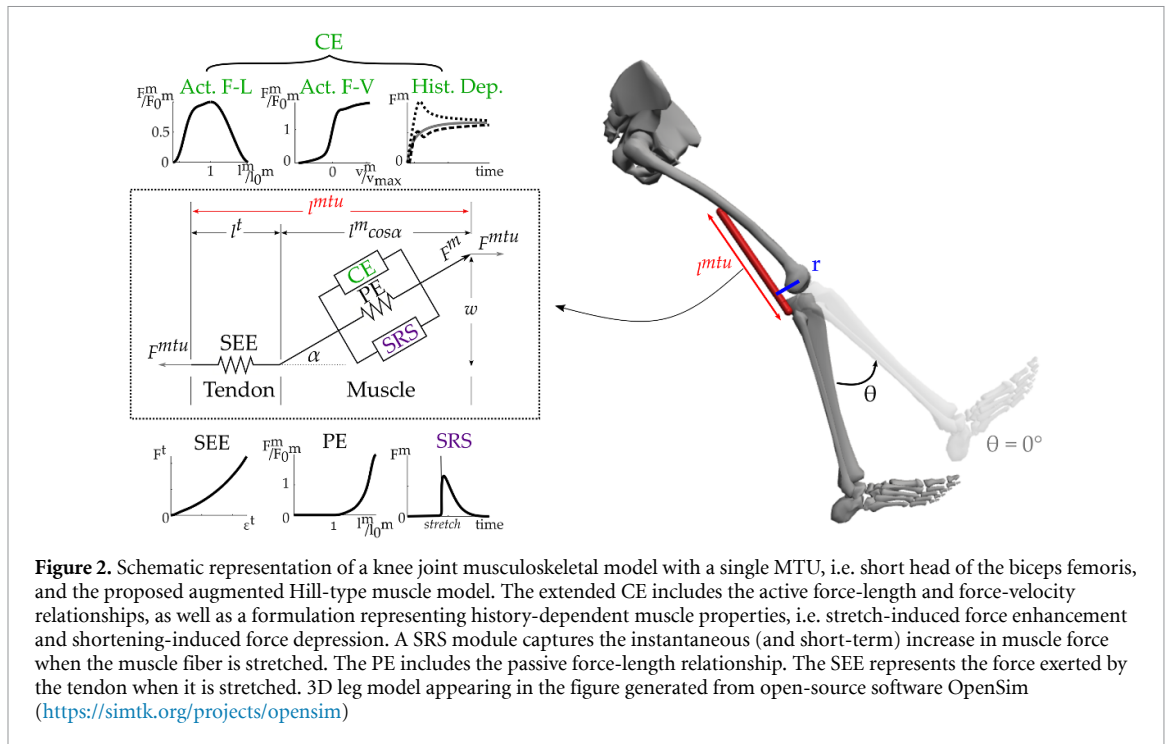 CE
Act. F-L Act. F-V Hist. Dep.
F^m/F_0^m F^m/F_0^m F^m
0.5
0
1
l^m/l_0^m
1
0
0
v^m/v_max
0
time
l^mtu
l^t l^m cosα
F^m F^mtu
CE
PE
SRS
w
F^mtu
SEE
α
Tendon Muscle
l^mtu
r
θ
θ = 0°
SEE PE SRS
F^t
0
ε^t
F^m/F_0^m
1
0
1
l^m/l_0^m
F^m
0
stretch
time
Figure 2. Schematic representation of a knee joint musculoskeletal model with a single MTU, i.e. short head of the biceps femoris,
and the proposed augmented Hill-type muscle model. The extended CE includes the active force-length and force-velocity
relationships, as well as a formulation representing history-dependent muscle properties, i.e. stretch-induced force enhancement
and shortening-induced force depression. A SRS module captures the instantaneous (and short-term) increase in muscle force
when the muscle fiber is stretched. The PE includes the passive force-length relationship. The SEE represents the force exerted by
the tendon when it is stretched. 3D leg model appearing in the figure generated from open-source software OpenSim
(https://simtk.org/projects/opensim)